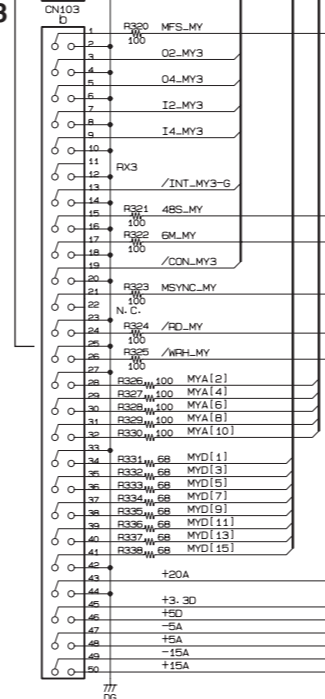 B
CN103
1 R320 100 MFS_MY
2
3 O2_MY3
4
5 O4_MY3
6
7 I2_MY3
8
9 I4_MY3
10
11 RX3
12
13 /INT_MY3-G
14
15 R321 100 48S_MY
16
17 R322 100 6M_MY
18
19 /CON_MY3
20
21 R323 100 MSYNC_MY
22 N.C.
23
24 R324 100 /RD_MY
25
26 R325 100 /WRH_MY
27
28 R326 100 MYA[2]
29 R327 100 MYA[4]
30 R328 100 MYA[6]
31 R329 100 MYA[8]
32 R330 100 MYA[10]
33
34 R331 68 MYD[1]
35 R332 68 MYD[3]
36 R333 68 MYD[5]
37 R334 68 MYD[7]
38 R335 68 MYD[9]
39 R336 68 MYD[11]
40 R337 68 MYD[13]
41 R338 68 MYD[15]
42
43 +20A
44
45 +3.3D
46 +5D
47 -5A
48 +5A
49 -15A
50 +15A
DG